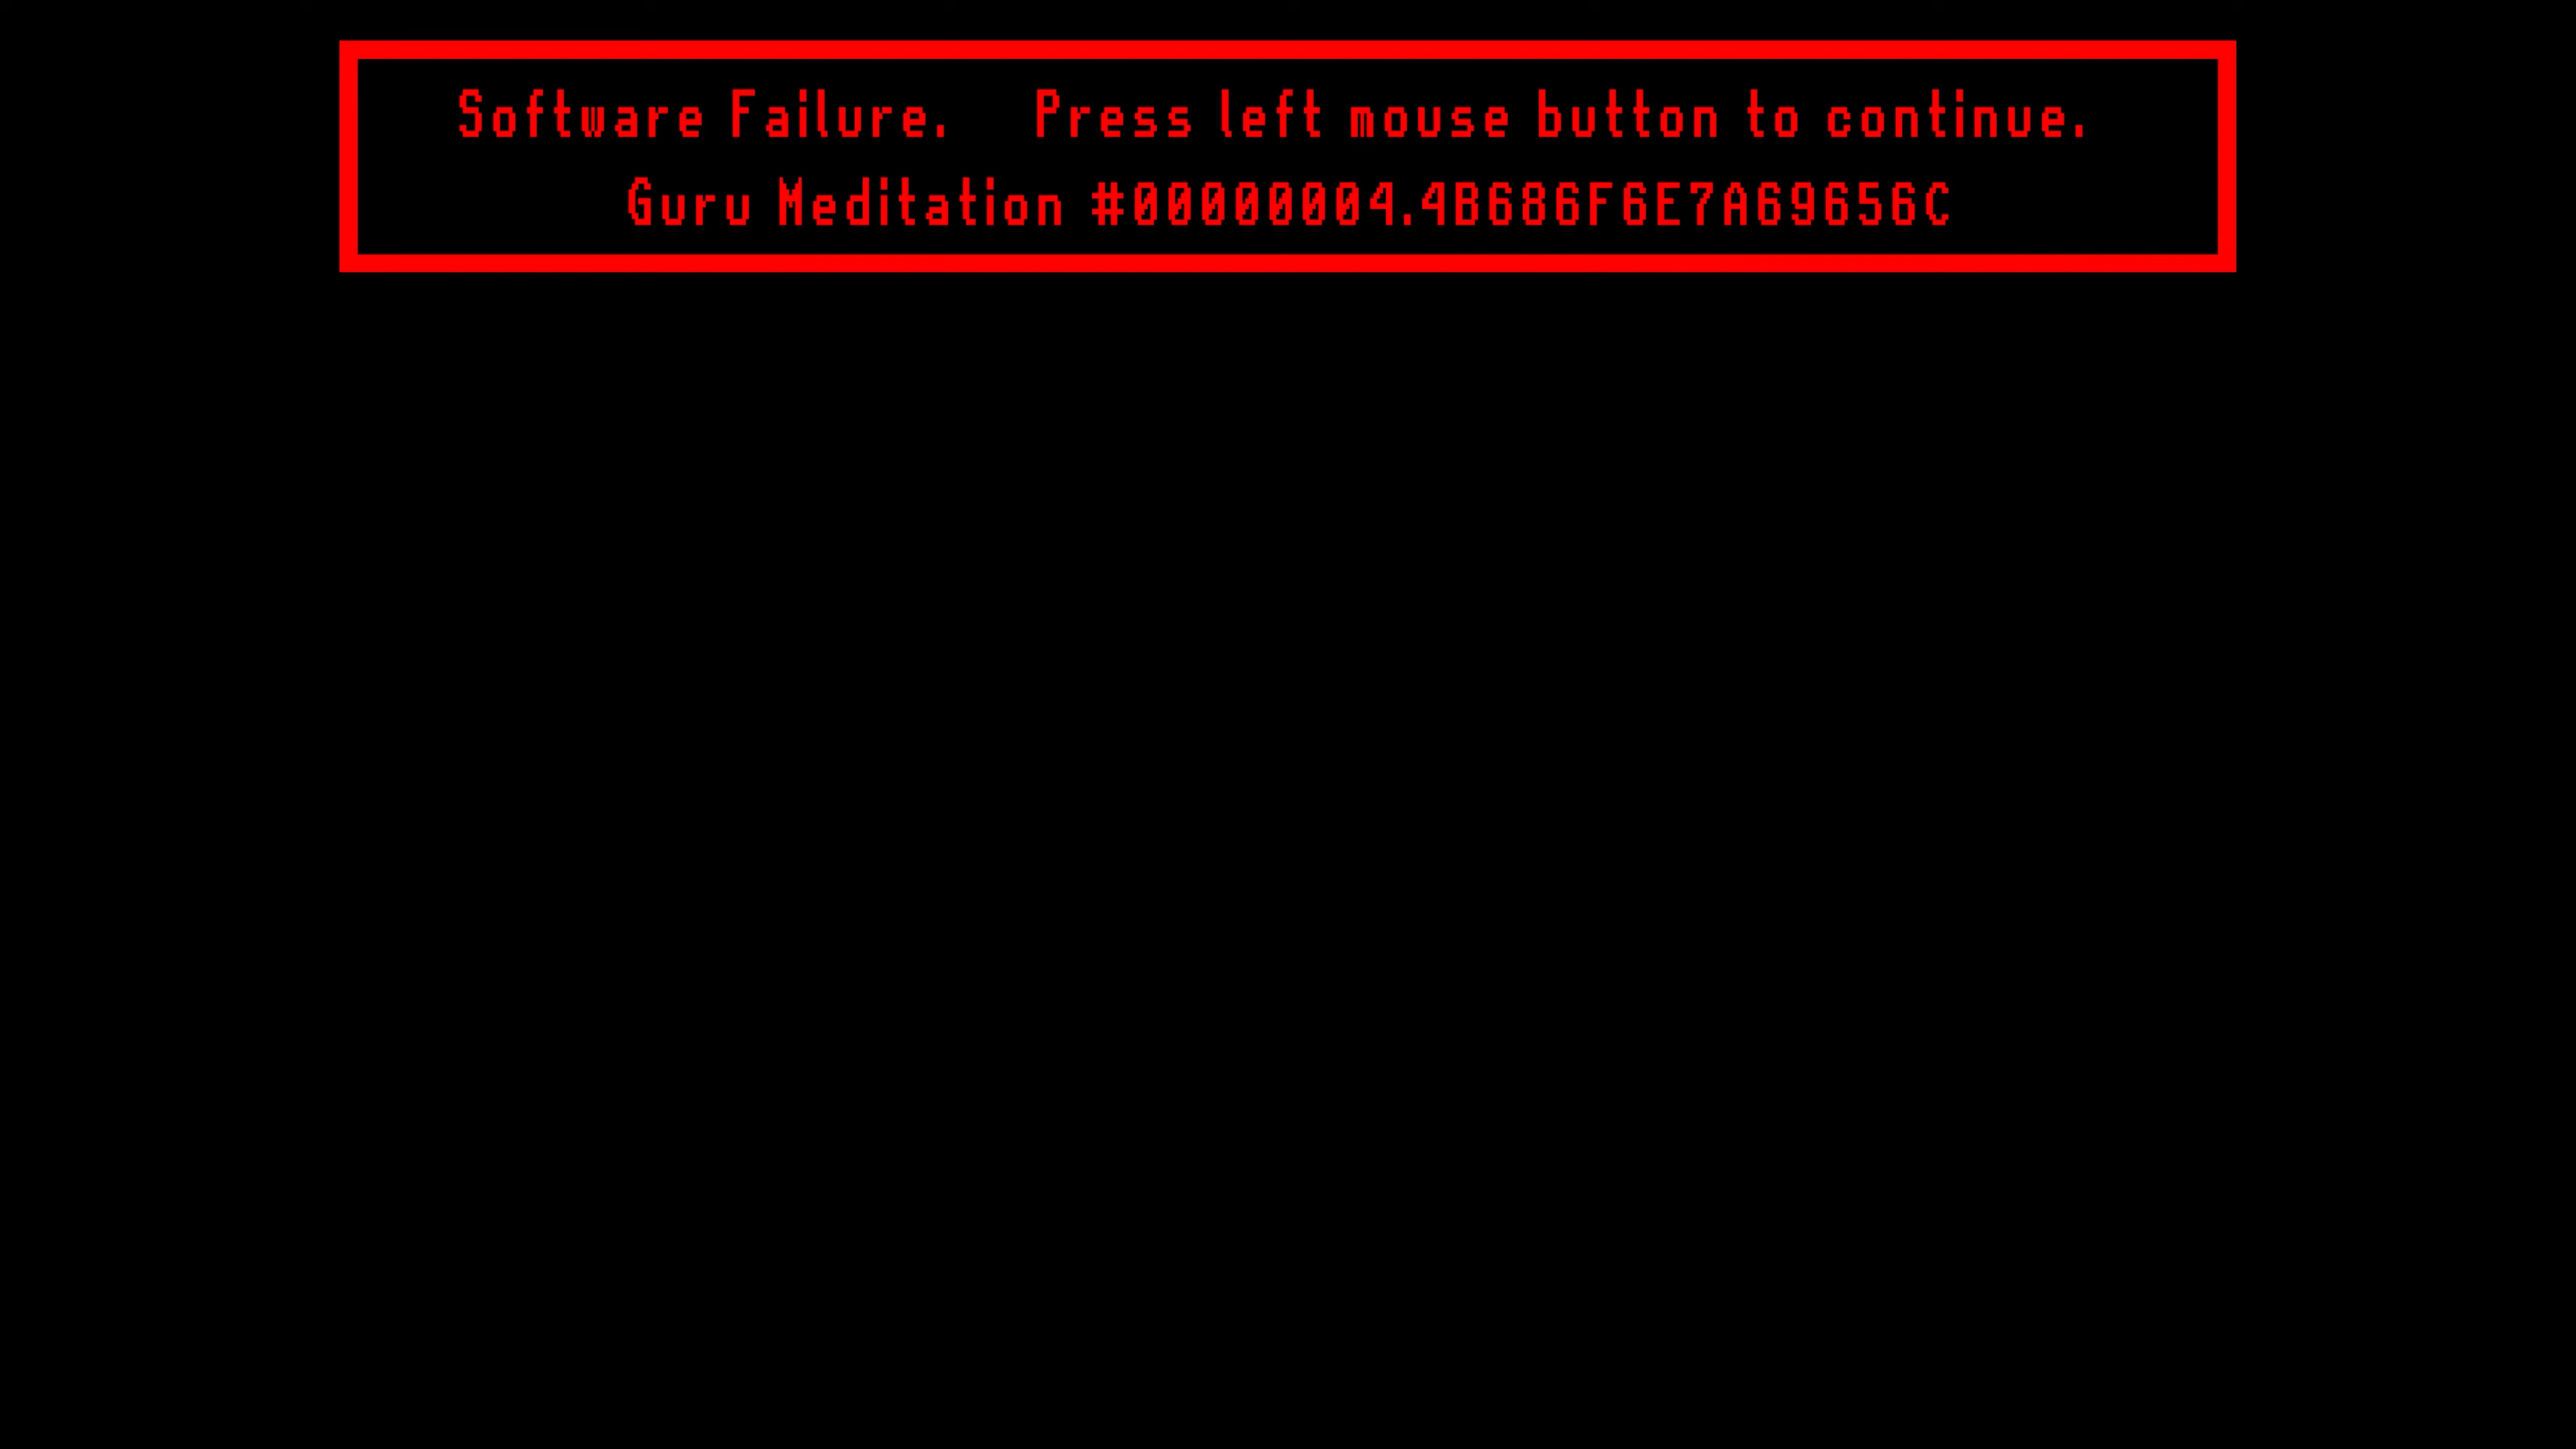 Software Failure.   Press left mouse button to continue.
Guru Meditation #00000004.4B686F6E7A69656C